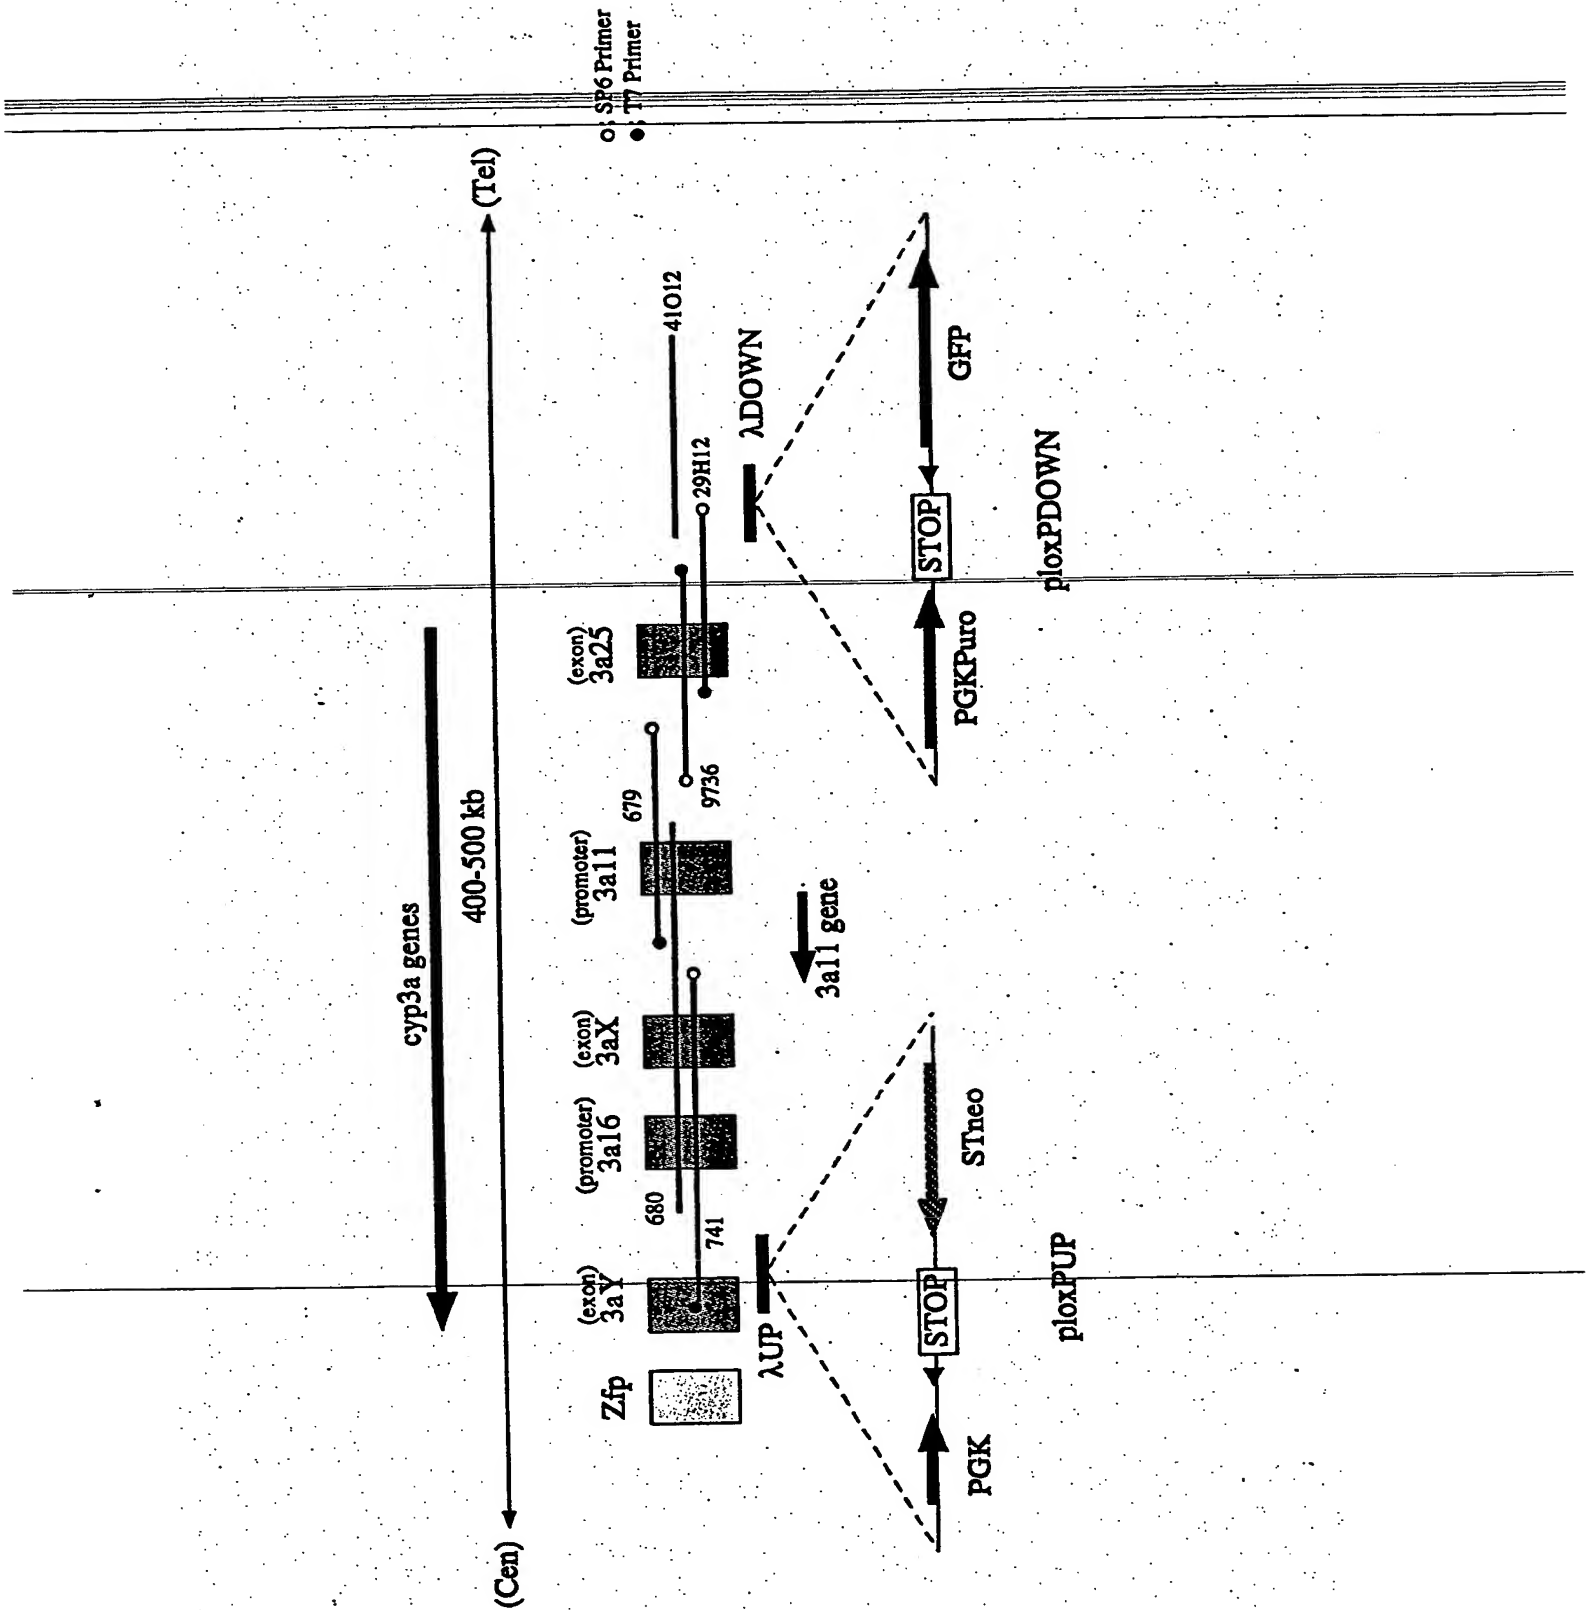 cyp3a genes
(Cen)
400-500 kb
(Tel)
o; SP6 Primer
●; T7 Primer
Zfp
(exon)
3aY
(promoter)
3a16
(exon)
3aX
(promoter)
3a11
(exon)
3a25
680
741
679
9736
41O12
29H12
λUP
3a11 gene
λDOWN
PGK
STOP
STneo
PGKPuro
STOP
GFP
ploxPUP
ploxPDOWN